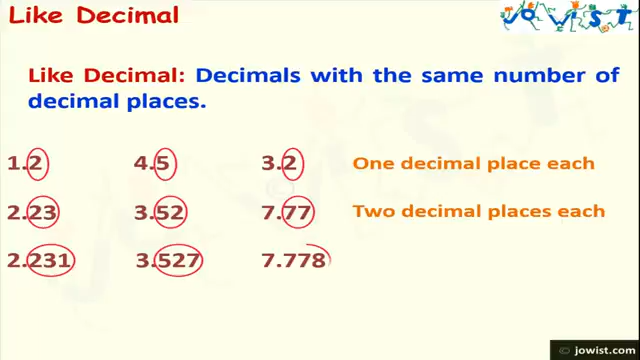 Like Decimal
JOWIST
Like Decimal: Decimals with the same number of
decimal places.
1.2 4.5 3.2 One decimal place each
2.23 3.52 7.77 Two decimal places each
2.231 3.527 7.778
© jowist.com